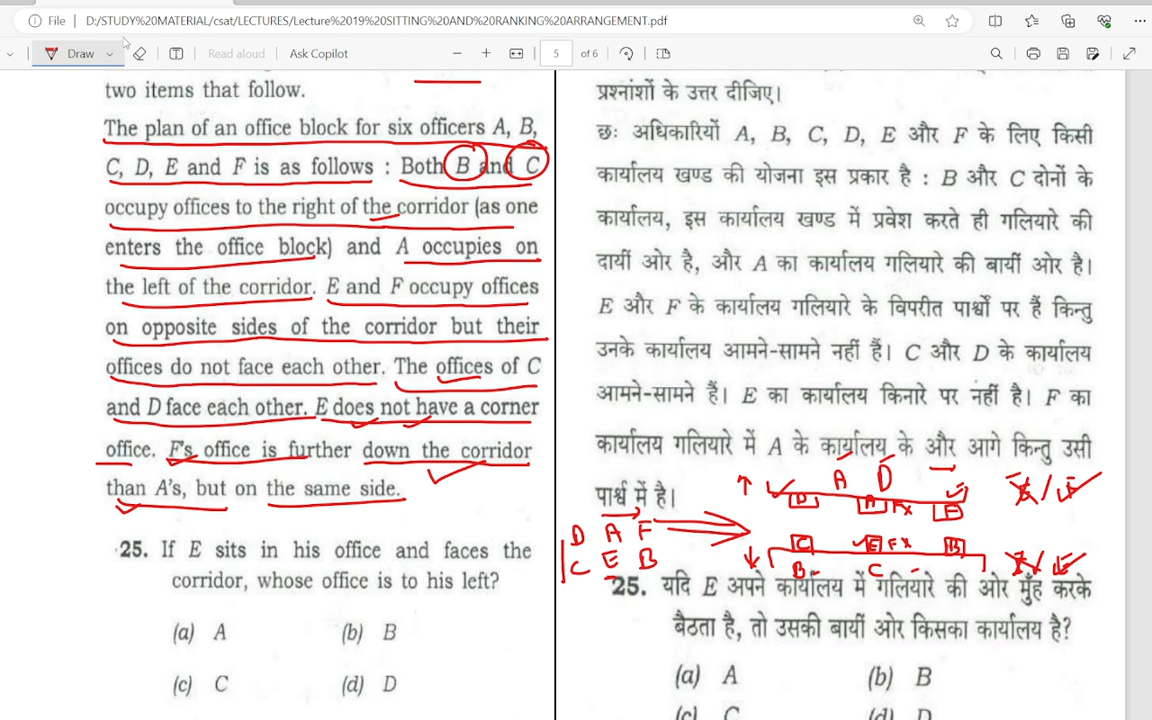 File D:/STUDY%20MATERIAL/csat/LECTURES/Lecture%2019%20SITTING%20AND%20RANKING%20ARRANGEMENT.pdf
Draw Read aloud Ask Copilot 5 of 6
two items that follow.
The plan of an office block for six officers A, B,
C, D, E and F is as follows : Both B and C
occupy offices to the right of the corridor (as one
enters the office block) and A occupies on
the left of the corridor. E and F occupy offices
on opposite sides of the corridor but their
offices do not face each other. The offices of C
and D face each other. E does not have a corner
office. F's office is further down the corridor
than A's, but on the same side.
25. If E sits in his office and faces the
corridor, whose office is to his left?
(a) A (b) B
(c) C (d) D
प्रश्नांशों के उत्तर दीजिए।
छः अधिकारियों A, B, C, D, E और F के लिए किसी
कार्यालय खण्ड की योजना इस प्रकार है : B और C दोनों के
कार्यालय, इस कार्यालय खण्ड में प्रवेश करते ही गलियारे की
दायीं ओर है, और A का कार्यालय गलियारे की बायीं ओर है।
E और F के कार्यालय गलियारे के विपरीत पार्श्वों पर हैं किन्तु
उनके कार्यालय आमने-सामने नहीं हैं। C और D के कार्यालय
आमने-सामने हैं। E का कार्यालय किनारे पर नहीं है। F का
कार्यालय गलियारे में A के कार्यालय के और आगे किन्तु उसी
पार्श्व में है।
A D
D A Fx F
D A F
C E B
C E Fx B
B C
25. यदि E अपने कार्यालय में गलियारे की ओर मुँह करके
बैठता है, तो उसकी बायीं ओर किसका कार्यालय है?
(a) A (b) B
(c) C (d) D